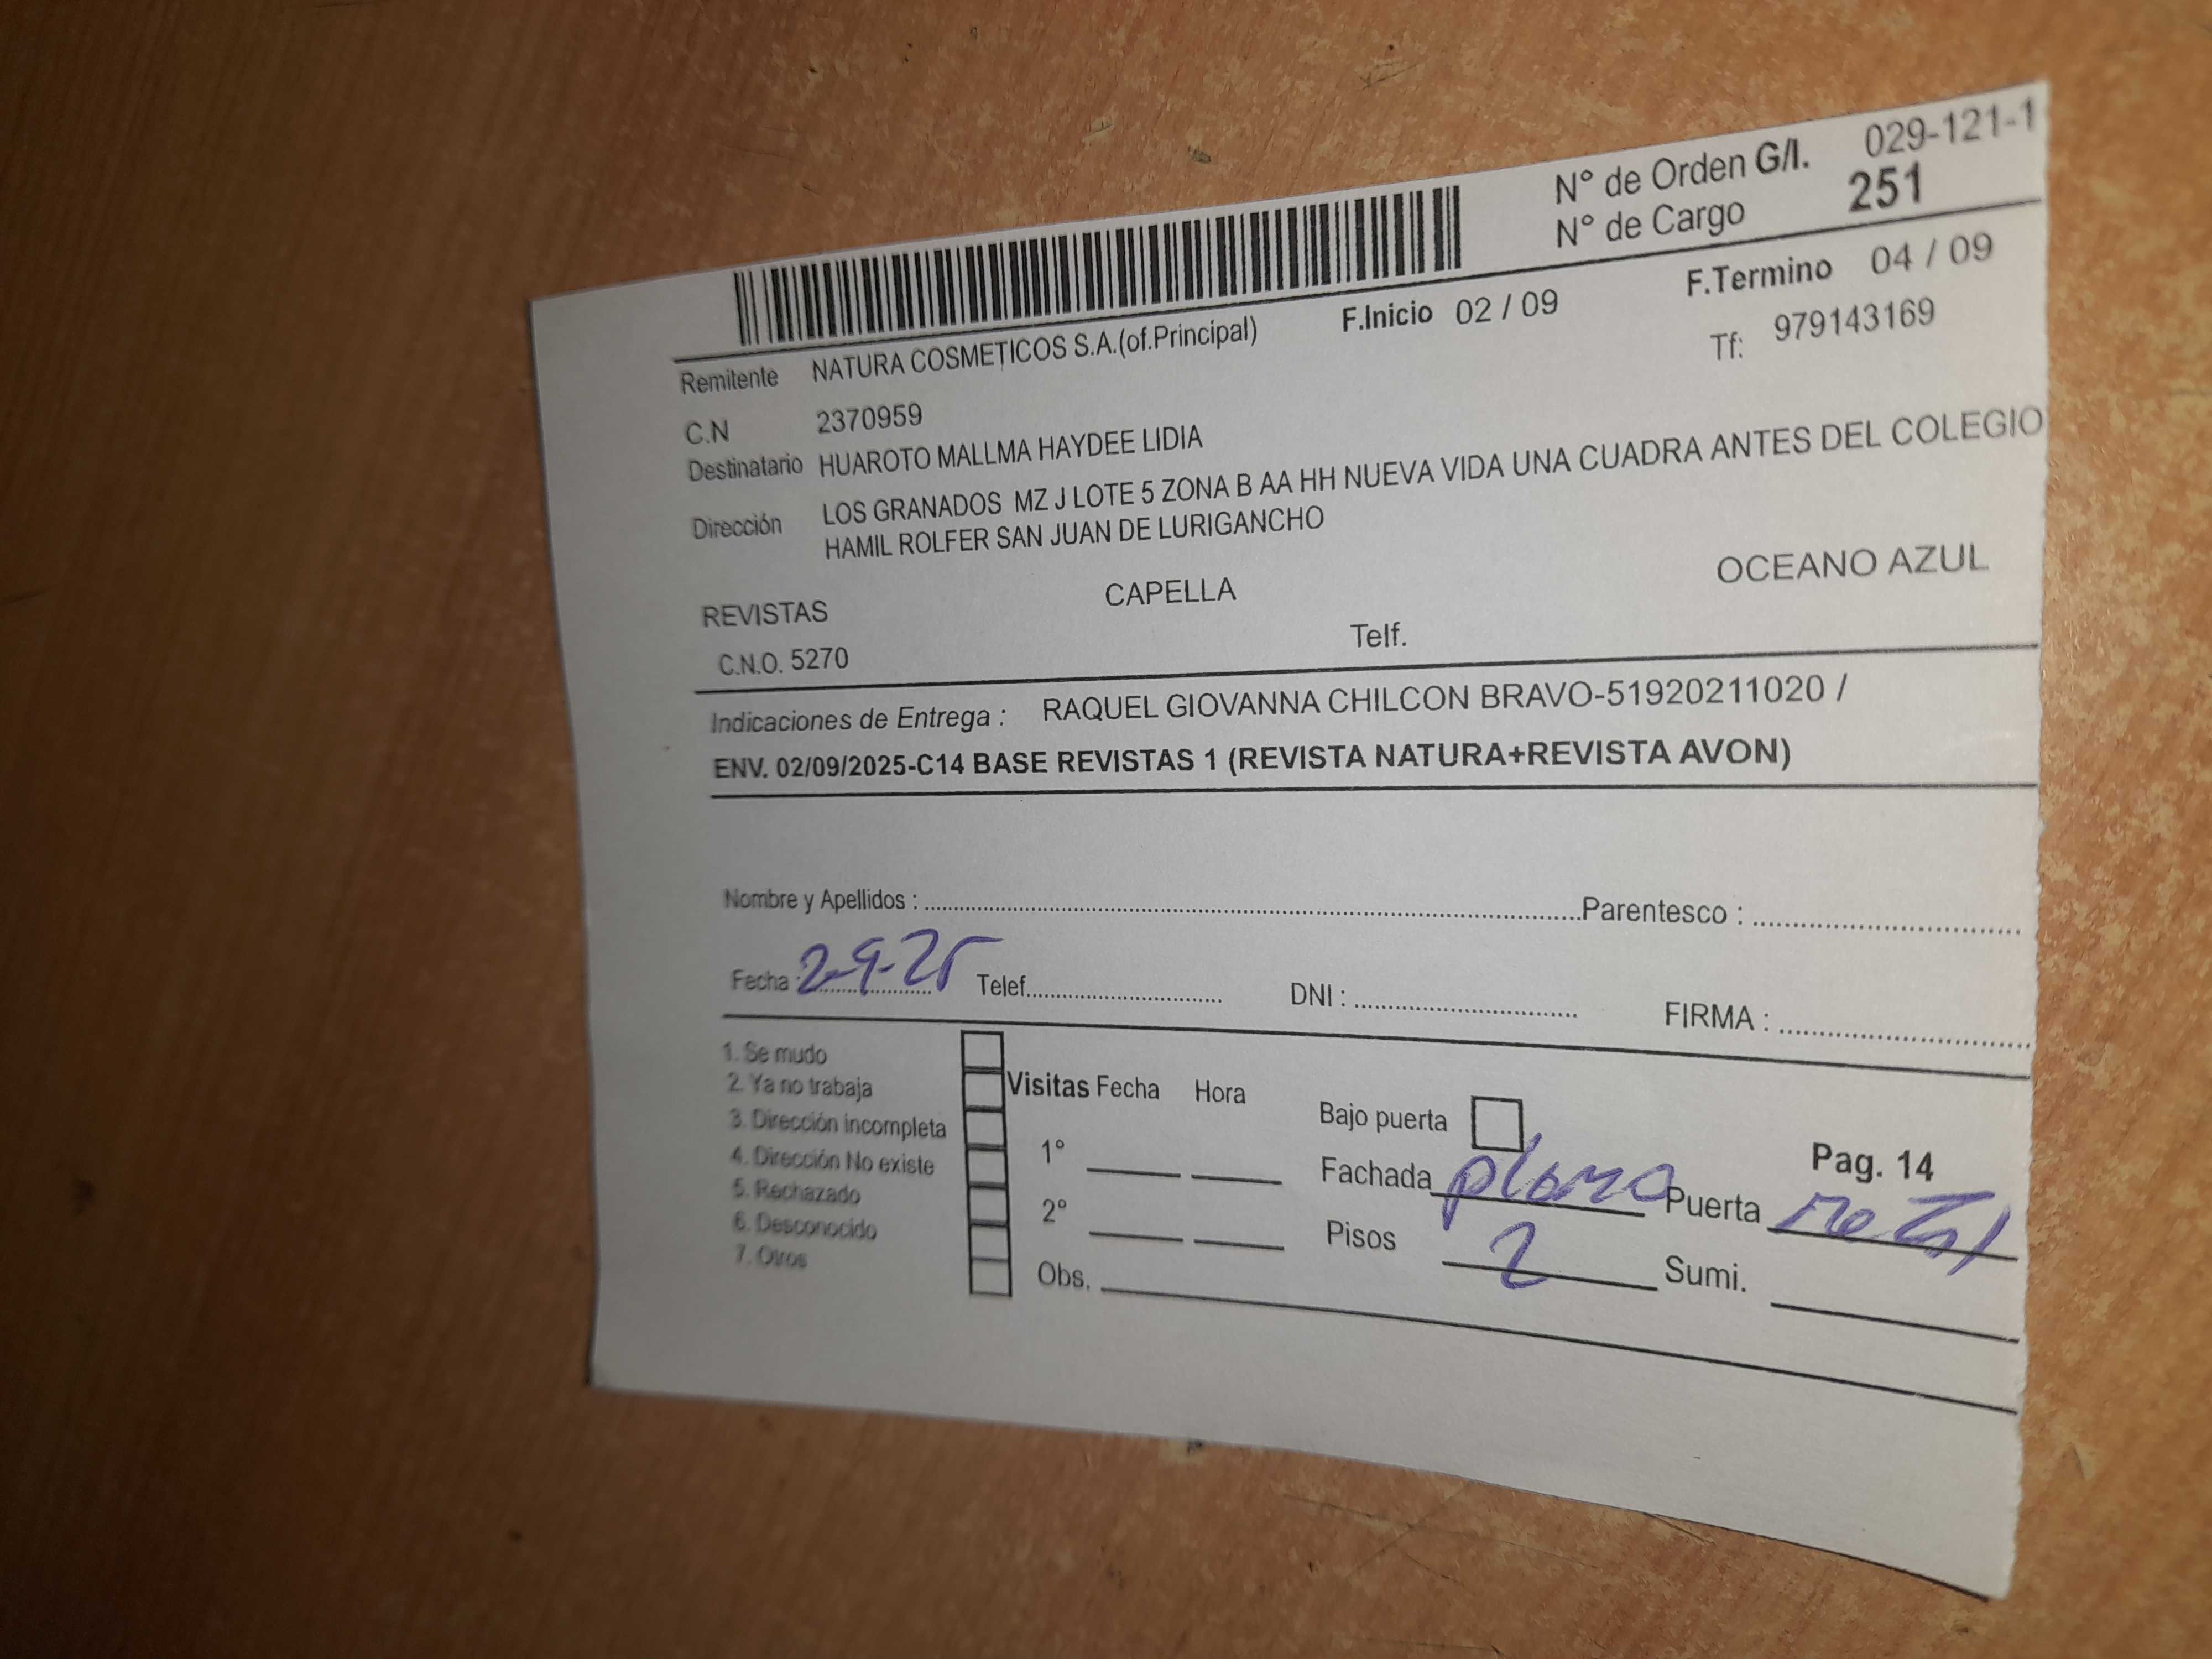 N° de Orden G/I. 029-121-1
N° de Cargo 251
F.Inicio 02 / 09 F.Termino 04 / 09
Remitente NATURA COSMETICOS S.A.(of.Principal) Tf: 979143169
C.N 2370959
Destinatario HUAROTO MALLMA HAYDEE LIDIA
Dirección LOS GRANADOS MZ J LOTE 5 ZONA B AA HH NUEVA VIDA UNA CUADRA ANTES DEL COLEGIO
HAMIL ROLFER SAN JUAN DE LURIGANCHO
REVISTAS CAPELLA OCEANO AZUL
C.N.O. 5270 Telf.
Indicaciones de Entrega : RAQUEL GIOVANNA CHILCON BRAVO-51920211020 /
ENV. 02/09/2025-C14 BASE REVISTAS 1 (REVISTA NATURA+REVISTA AVON)
Nombre y Apellidos : Parentesco :
Fecha : 2-9-25 Telef. DNI : FIRMA :
1. Se mudo
2. Ya no trabaja
3. Dirección incompleta
4. Dirección No existe
5. Rechazado
6. Desconocido
7. Otros
Visitas Fecha Hora
1°
2°
Obs.
Bajo puerta
Pag. 14
Fachada plomo Puerta metal
Pisos 2 Sumi.